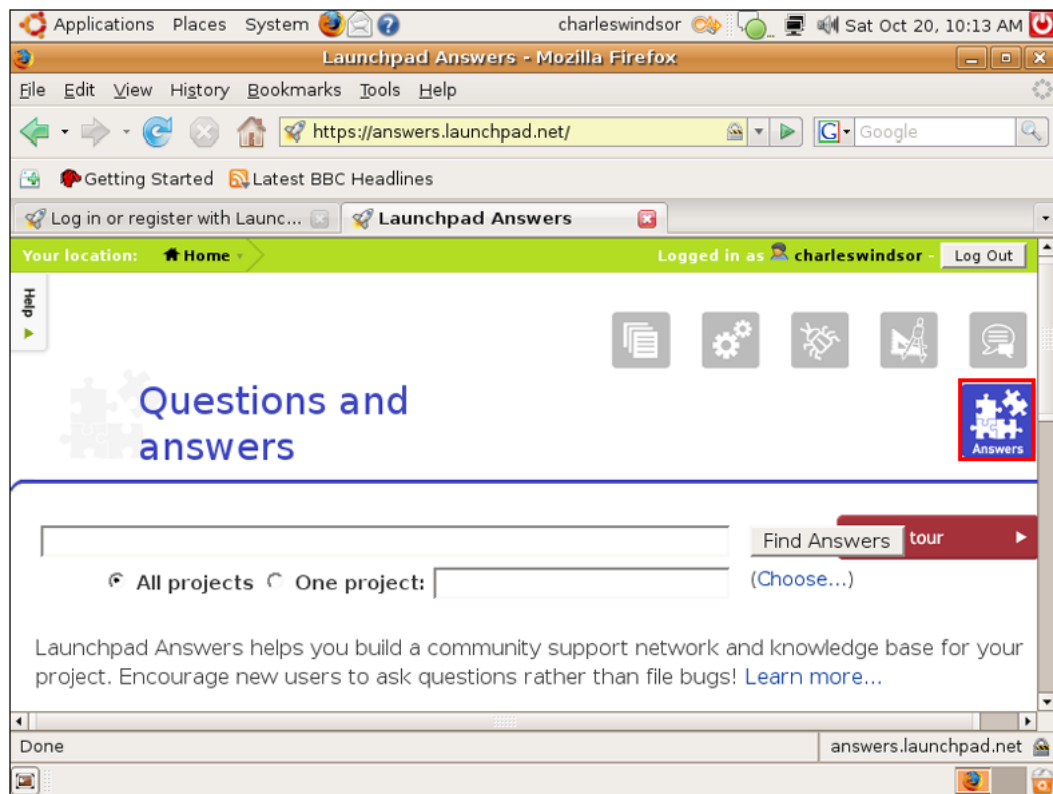 Applications Places System charleswindsor Sat Oct 20, 10:13 AM
Launchpad Answers - Mozilla Firefox
File Edit View History Bookmarks Tools Help
https://answers.launchpad.net/ G Google
Getting Started Latest BBC Headlines
Log in or register with Launc... Launchpad Answers
Your location: Home Logged in as charleswindsor - Log Out
Help
Questions and
answers
Answers
Find Answers tour
All projects One project: (Choose...)
Launchpad Answers helps you build a community support network and knowledge base for your
project. Encourage new users to ask questions rather than file bugs! Learn more...
Done answers.launchpad.net